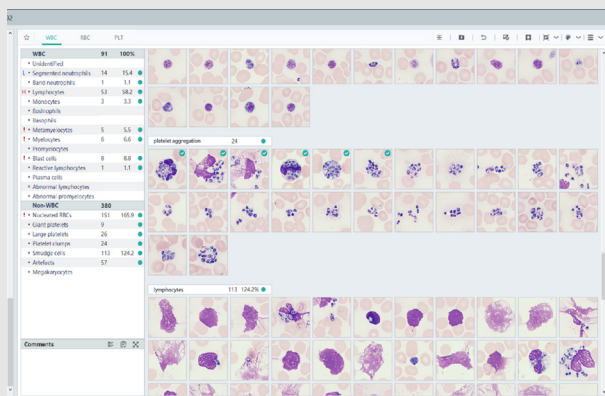 WBC RBC PLT
WBC 91 100%
Unidentified
L Segmented neutrophils 14 15.4
Band neutrophils 1 1.1
H Lymphocytes 53 58.2
Monocytes 3 3.3
Eosinophils
Basophils
! Metamyelocytes 5 5.5
! Myelocytes 6 6.6
Promyelocytes
! Blast cells 8 8.8
Reactive lymphocytes 1 1.1
Plasma cells
Abnormal lymphocytes
Abnormal promyelocytes
Non-WBC 380
! Nucleated RBCs 151 165.9
Giant platelets 9
Large platelets 26
Platelet clumps 24
Smudge cells 113 124.2
Artefacts 57
Megakaryocytes
Comments
platelet aggregation 24
lymphocytes 113 124.2%